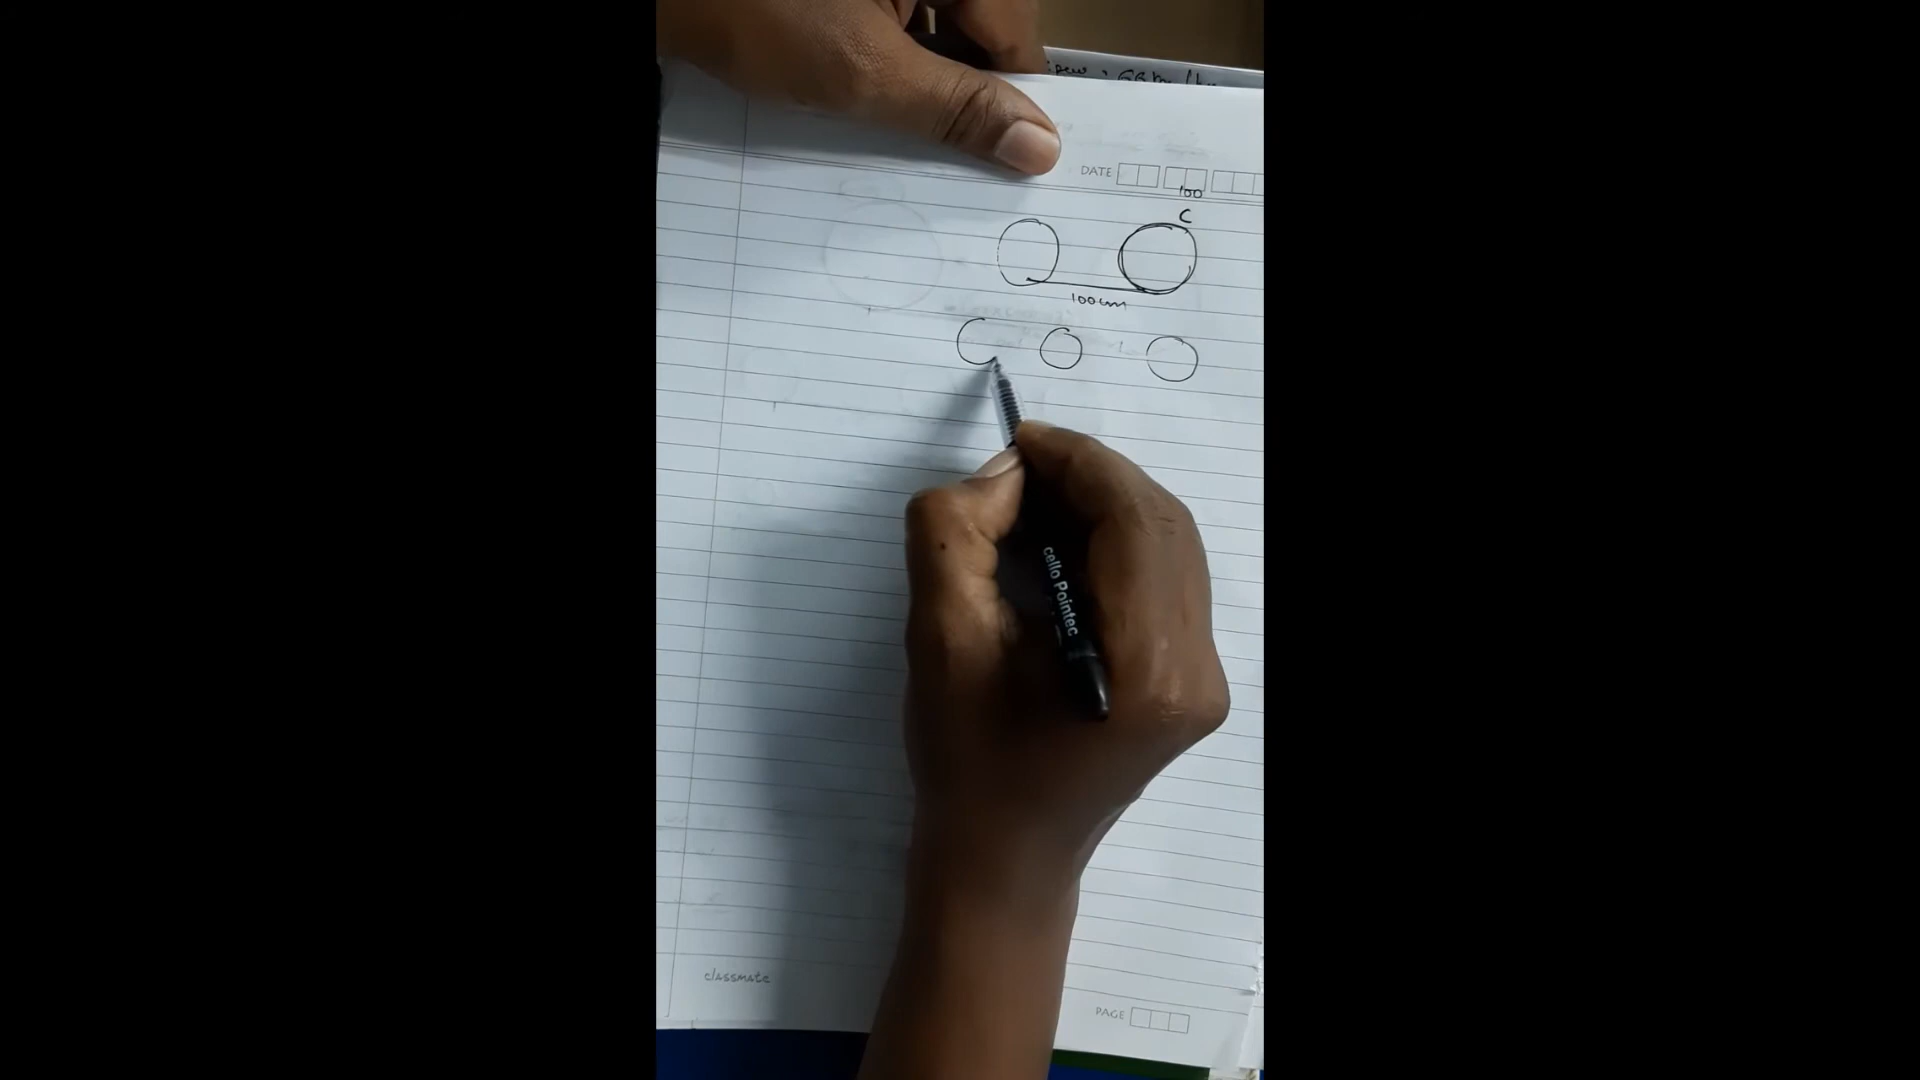 DATE
100
C
100cm
cello Pointec
classmate
PAGE